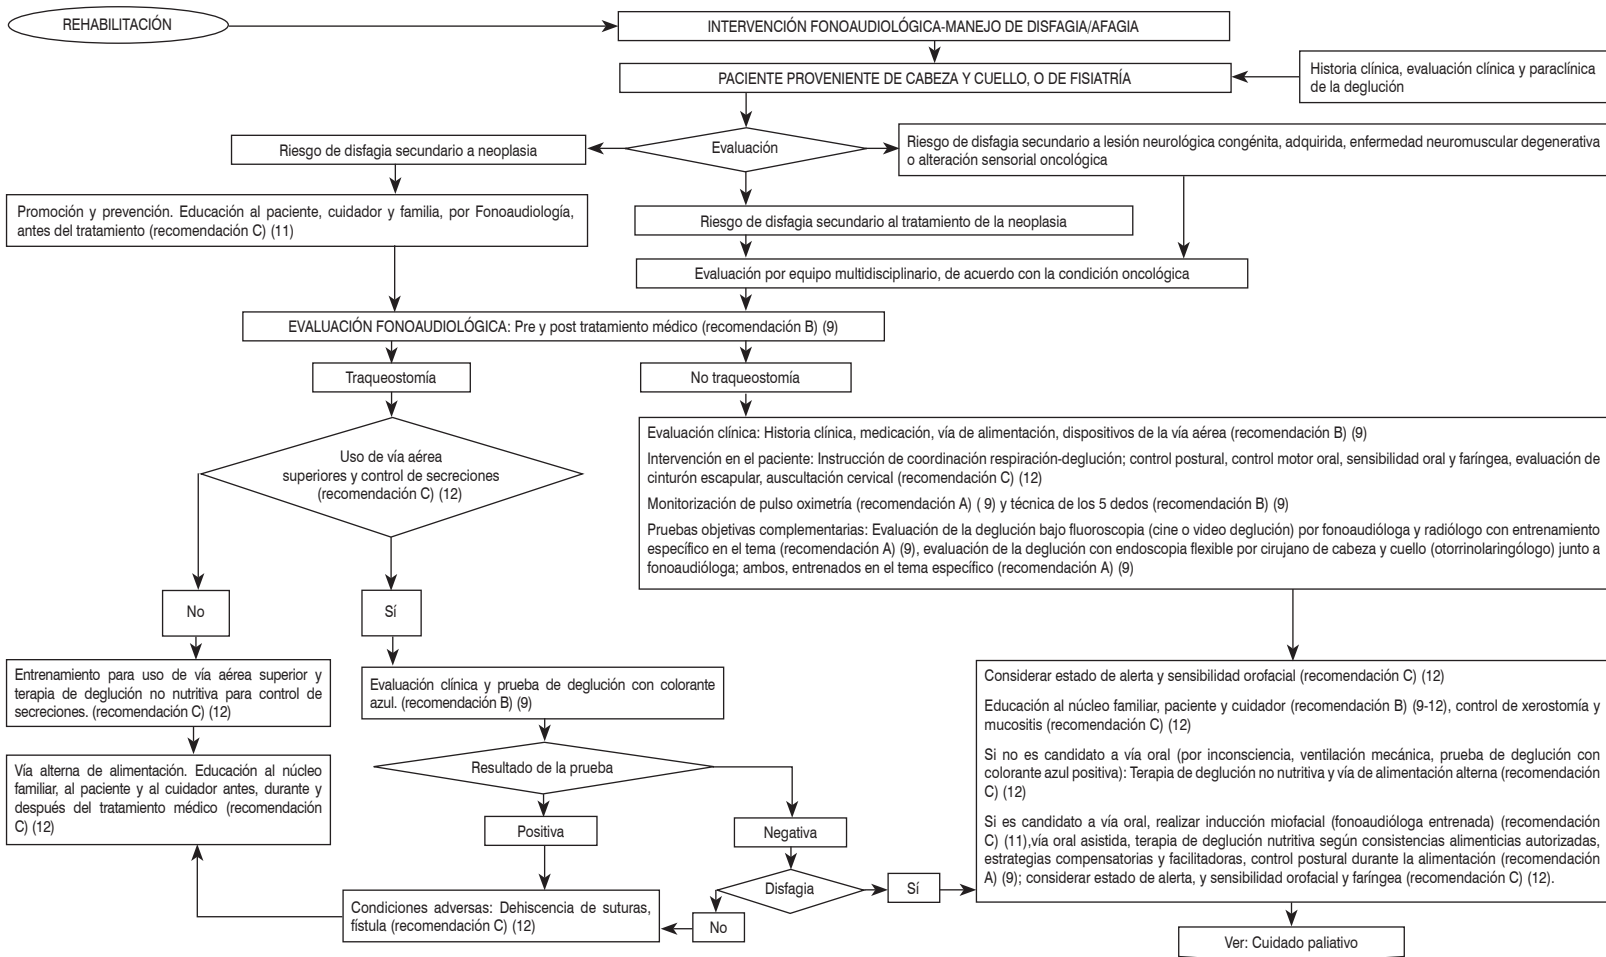 REHABILITACIÓN
INTERVENCIÓN FONOAUDIOLÓGICA-MANEJO DE DISFAGIA/AFAGIA
PACIENTE PROVENIENTE DE CABEZA Y CUELLO, O DE FISIATRÍA
Historia clínica, evaluación clínica y paraclínica
de la deglución
Evaluación
Riesgo de disfagia secundario a neoplasia
Riesgo de disfagia secundario a lesión neurológica congénita, adquirida, enfermedad neuromuscular degenerativa
o alteración sensorial oncológica
Promoción y prevención. Educación al paciente, cuidador y familia, por Fonoaudiología,
antes del tratamiento (recomendación C) (11)
Riesgo de disfagia secundario al tratamiento de la neoplasia
Evaluación por equipo multidisciplinario, de acuerdo con la condición oncológica
EVALUACIÓN FONOAUDIOLÓGICA: Pre y post tratamiento médico (recomendación B) (9)
Traqueostomía
No traqueostomía
Uso de vía aérea
superiores y control de secreciones
(recomendación C) (12)
Evaluación clínica: Historia clínica, medicación, vía de alimentación, dispositivos de la vía aérea (recomendación B) (9)
Intervención en el paciente: Instrucción de coordinación respiración-deglución; control postural, control motor oral, sensibilidad oral y faríngea, evaluación de
cinturón escapular, auscultación cervical (recomendación C) (12)
Monitorización de pulso oximetría (recomendación A) ( 9) y técnica de los 5 dedos (recomendación B) (9)
Pruebas objetivas complementarias: Evaluación de la deglución bajo fluoroscopia (cine o video deglución) por fonoaudióloga y radiólogo con entrenamiento
específico en el tema (recomendación A) (9), evaluación de la deglución con endoscopia flexible por cirujano de cabeza y cuello (otorrinolaringólogo) junto a
fonoaudióloga; ambos, entrenados en el tema específico (recomendación A) (9)
No
Sí
Entrenamiento para uso de vía aérea superior y
terapia de deglución no nutritiva para control de
secreciones. (recomendación C) (12)
Evaluación clínica y prueba de deglución con colorante
azul. (recomendación B) (9)
Vía alterna de alimentación. Educación al núcleo
familiar, al paciente y al cuidador antes, durante y
después del tratamiento médico (recomendación
C) (12)
Resultado de la prueba
Positiva
Negativa
Disfagia
Sí
No
Condiciones adversas: Dehiscencia de suturas,
fístula (recomendación C) (12)
Considerar estado de alerta y sensibilidad orofacial (recomendación C) (12)
Educación al núcleo familiar, paciente y cuidador (recomendación B) (9-12), control de xerostomía y
mucositis (recomendación C) (12)
Si no es candidato a vía oral (por inconsciencia, ventilación mecánica, prueba de deglución con
colorante azul positiva): Terapia de deglución no nutritiva y vía de alimentación alterna (recomendación
C) (12)
Si es candidato a vía oral, realizar inducción miofacial (fonoaudióloga entrenada) (recomendación
C) (11),vía oral asistida, terapia de deglución nutritiva según consistencias alimenticias autorizadas,
estrategias compensatorias y facilitadoras, control postural durante la alimentación (recomendación
A) (9); considerar estado de alerta, y sensibilidad orofacial y faríngea (recomendación C) (12).
Ver: Cuidado paliativo